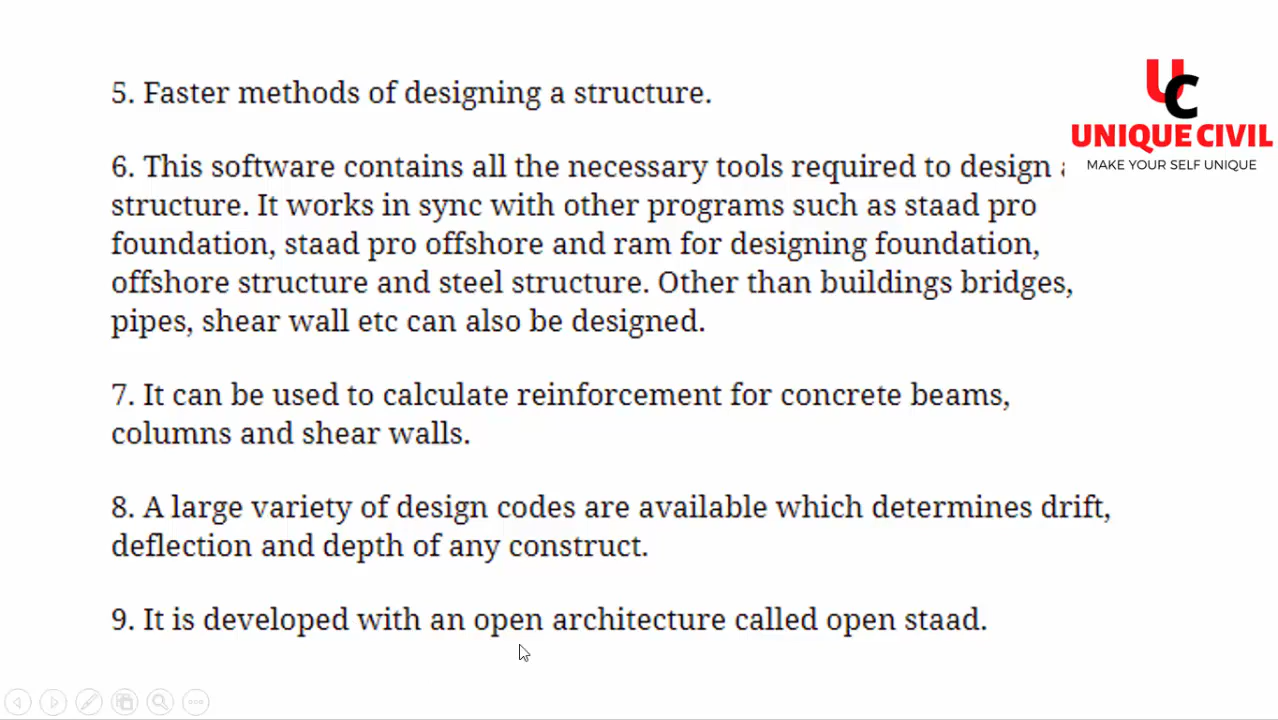 5. Faster methods of designing a structure.
UC
UNIQUE CIVIL
MAKE YOUR SELF UNIQUE
6. This software contains all the necessary tools required to design
structure. It works in sync with other programs such as staad pro
foundation, staad pro offshore and ram for designing foundation,
offshore structure and steel structure. Other than buildings bridges,
pipes, shear wall etc can also be designed.
7. It can be used to calculate reinforcement for concrete beams,
columns and shear walls.
8. A large variety of design codes are available which determines drift,
deflection and depth of any construct.
9. It is developed with an open architecture called open staad.